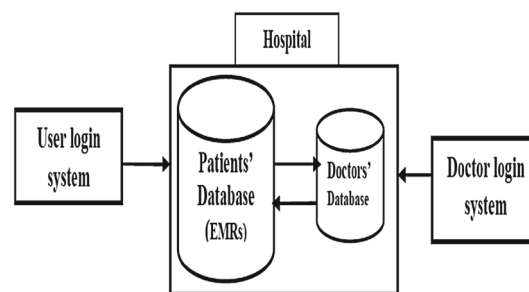 Hospital
User login
system
Patients'
Database
(EMRs)
Doctors'
Database
Doctor login
system